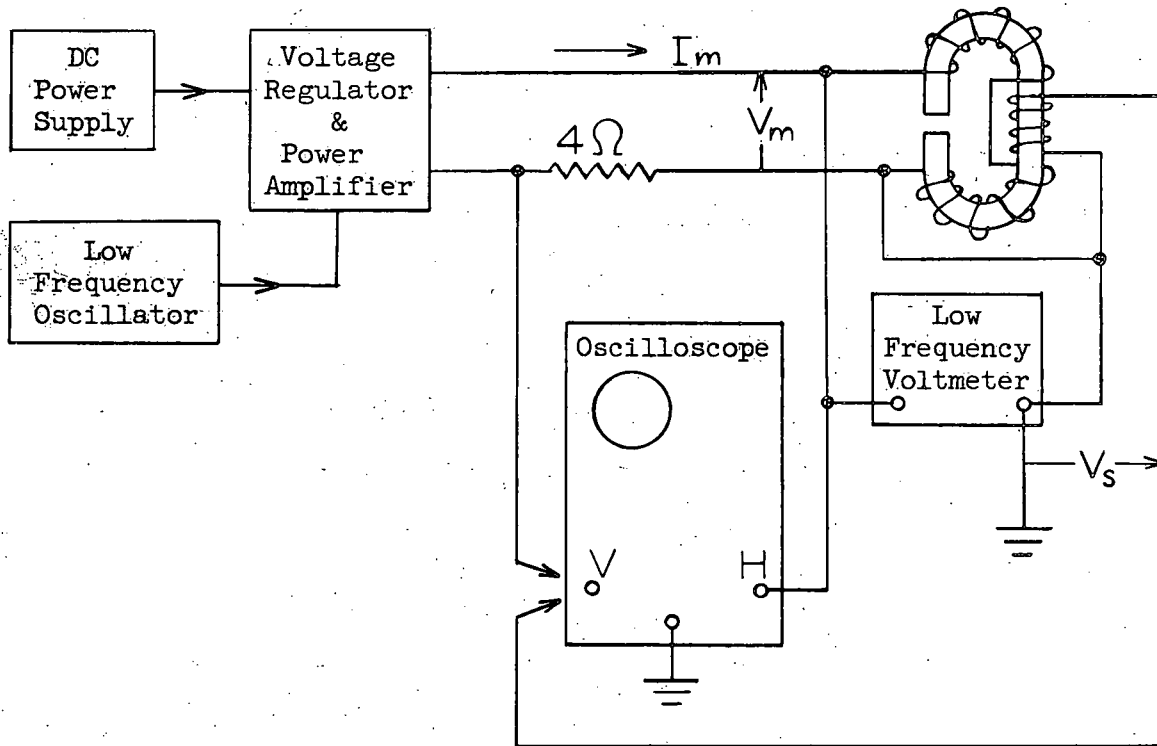 DC
Power
Supply
Voltage
Regulator
&
Power
Amplifier
Im
Vm
4Ω
Low
Frequency
Oscillator
Oscilloscope
V
H
Low
Frequency
Voltmeter
Vs